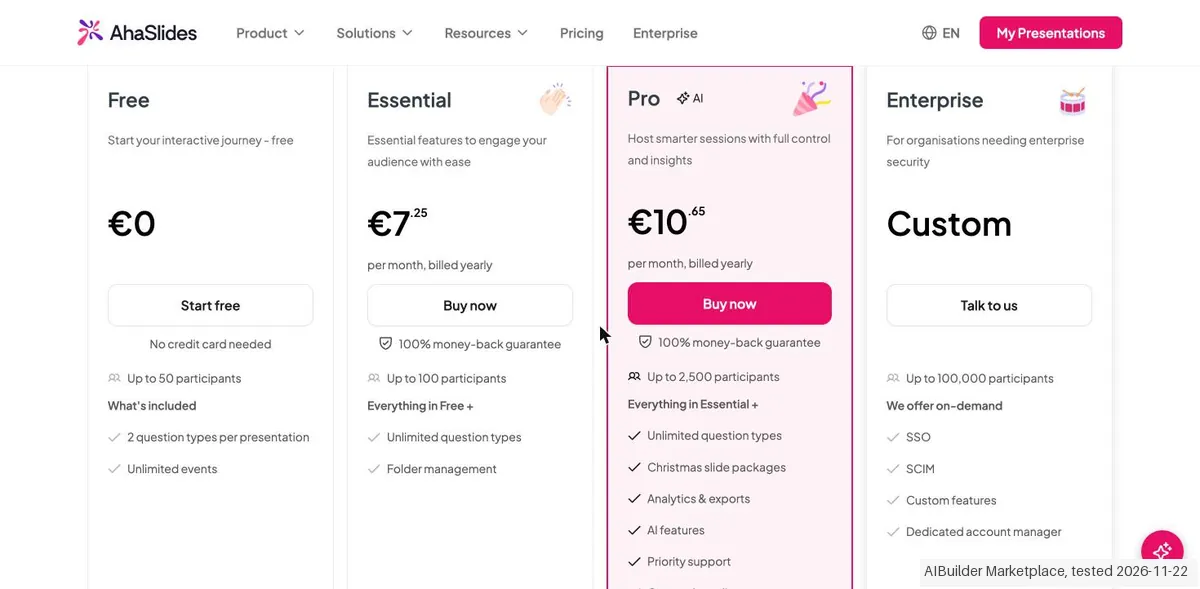 AhaSlides
Product
Solutions
Resources
Pricing
Enterprise
EN
My Presentations
Free
Start your interactive journey - free
€0
Start free
No credit card needed
Up to 50 participants
What's included
2 question types per presentation
Unlimited events
Essential
Essential features to engage your
audience with ease
€7.25
per month, billed yearly
Buy now
100% money-back guarantee
Up to 100 participants
Everything in Free +
Unlimited question types
Folder management
Pro AI
Host smarter sessions with full control
and insights
€10.65
per month, billed yearly
Buy now
100% money-back guarantee
Up to 2,500 participants
Everything in Essential +
Unlimited question types
Christmas slide packages
Analytics & exports
AI features
Priority support
Enterprise
For organisations needing enterprise
security
Custom
Talk to us
Up to 100,000 participants
We offer on-demand
SSO
SCIM
Custom features
Dedicated account manager
AIBuilder Marketplace, tested 2026-11-22